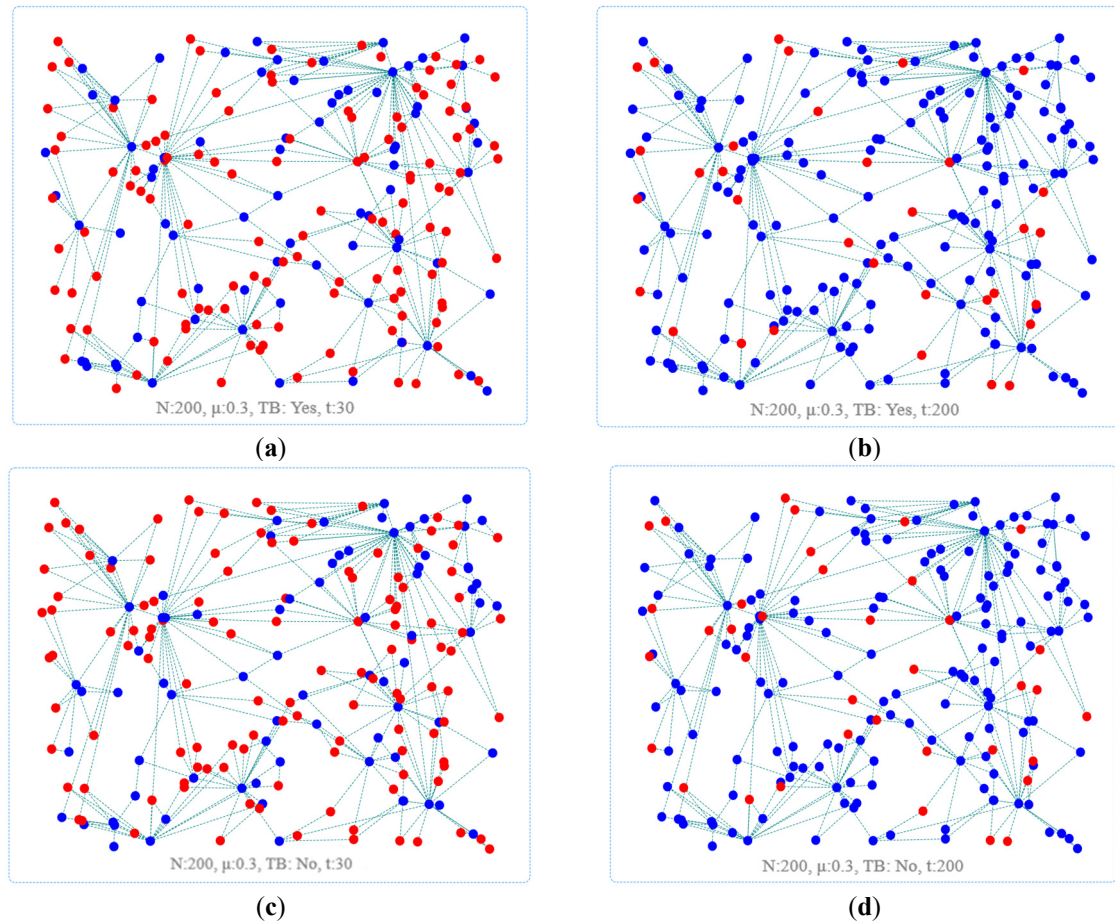 N:200, μ:0.3, TB: Yes, t:30
N:200, μ:0.3, TB: Yes, t:200
(a)
(b)
N:200, μ:0.3, TB: No, t:30
N:200, μ:0.3, TB: No, t:200
(c)
(d)